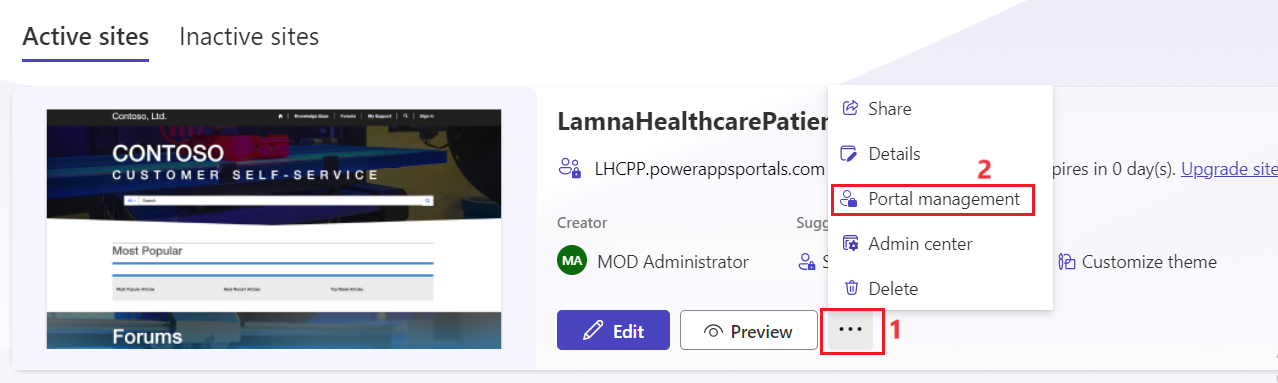 Active sites Inactive sites
Contoso, Ltd. Knowledge Base Forums My Support Sign in
CONTOSO
CUSTOMER SELF-SERVICE
All Search
Most Popular
Most Popular Articles Most Recent Articles Top Rated Articles
Forums
LamnaHealthcarePatien
LHCPP.powerappsportals.com
pires in 0 day(s). Upgrade site
Creator
Sugg
MA MOD Administrator
S
Customize theme
Edit
Preview
...
1
Share
Details
2
Portal management
Admin center
Delete